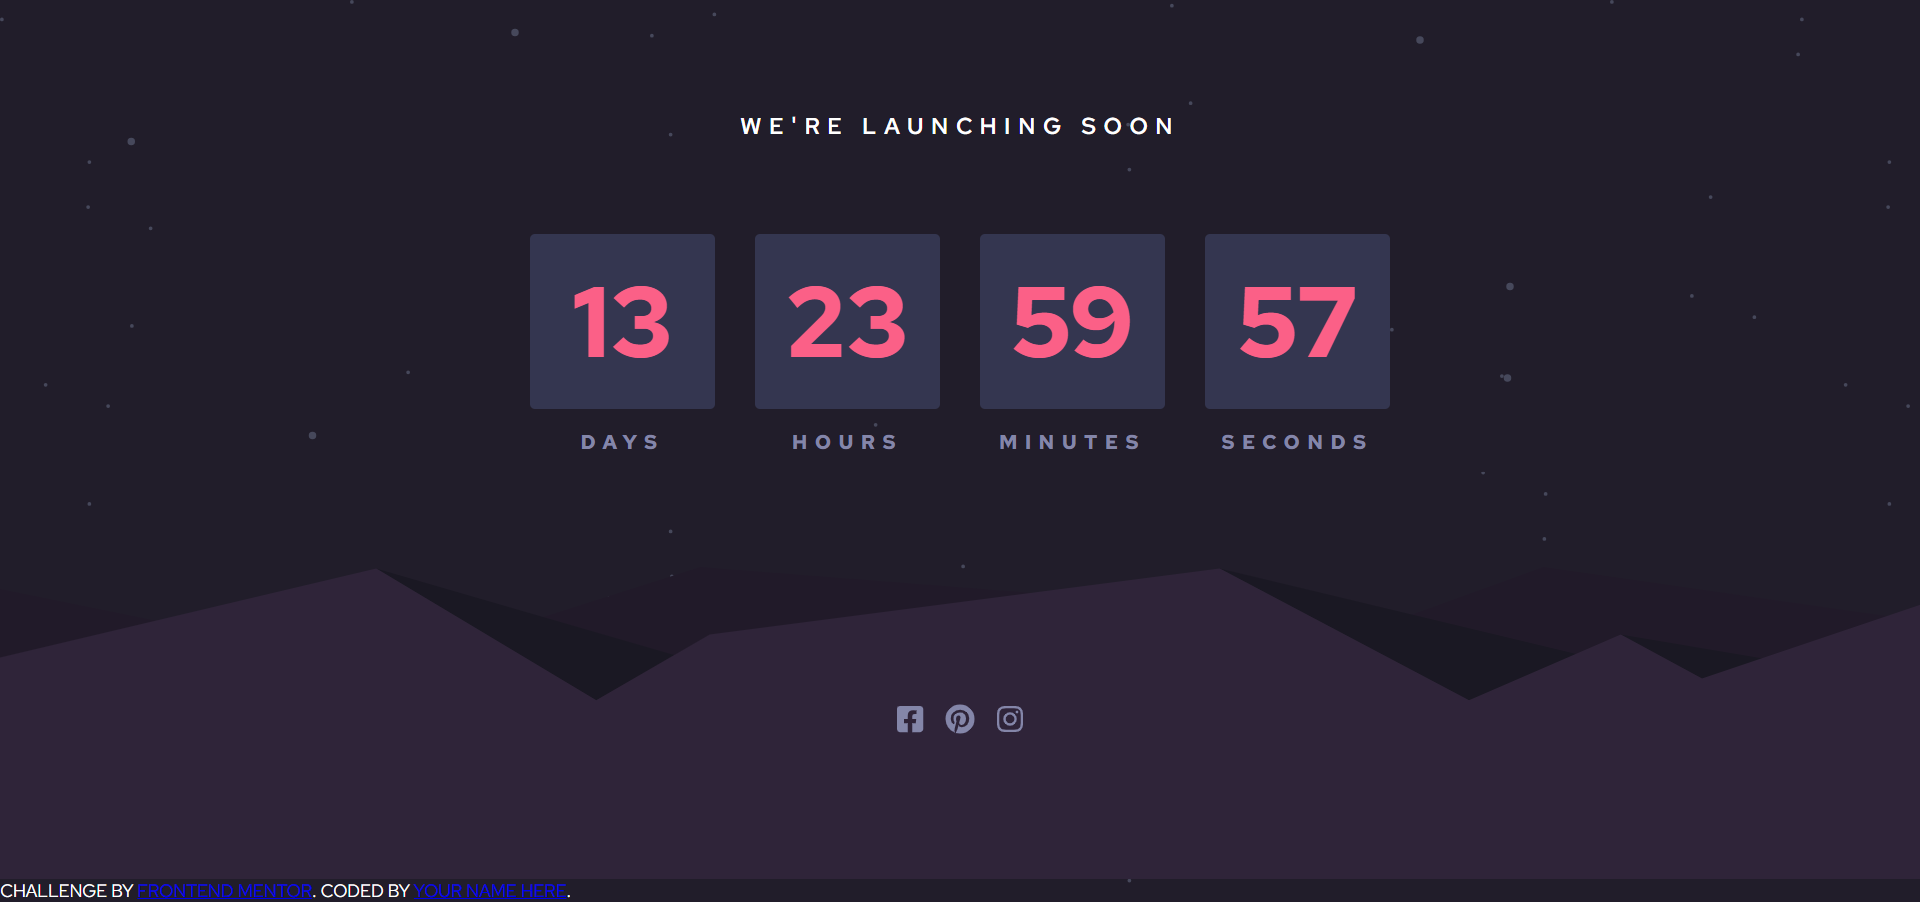 WE'RE LAUNCHING SOON
13 23 59 57
DAYS HOURS MINUTES SECONDS
CHALLENGE BY FRONTEND MENTOR. CODED BY YOUR NAME HERE.